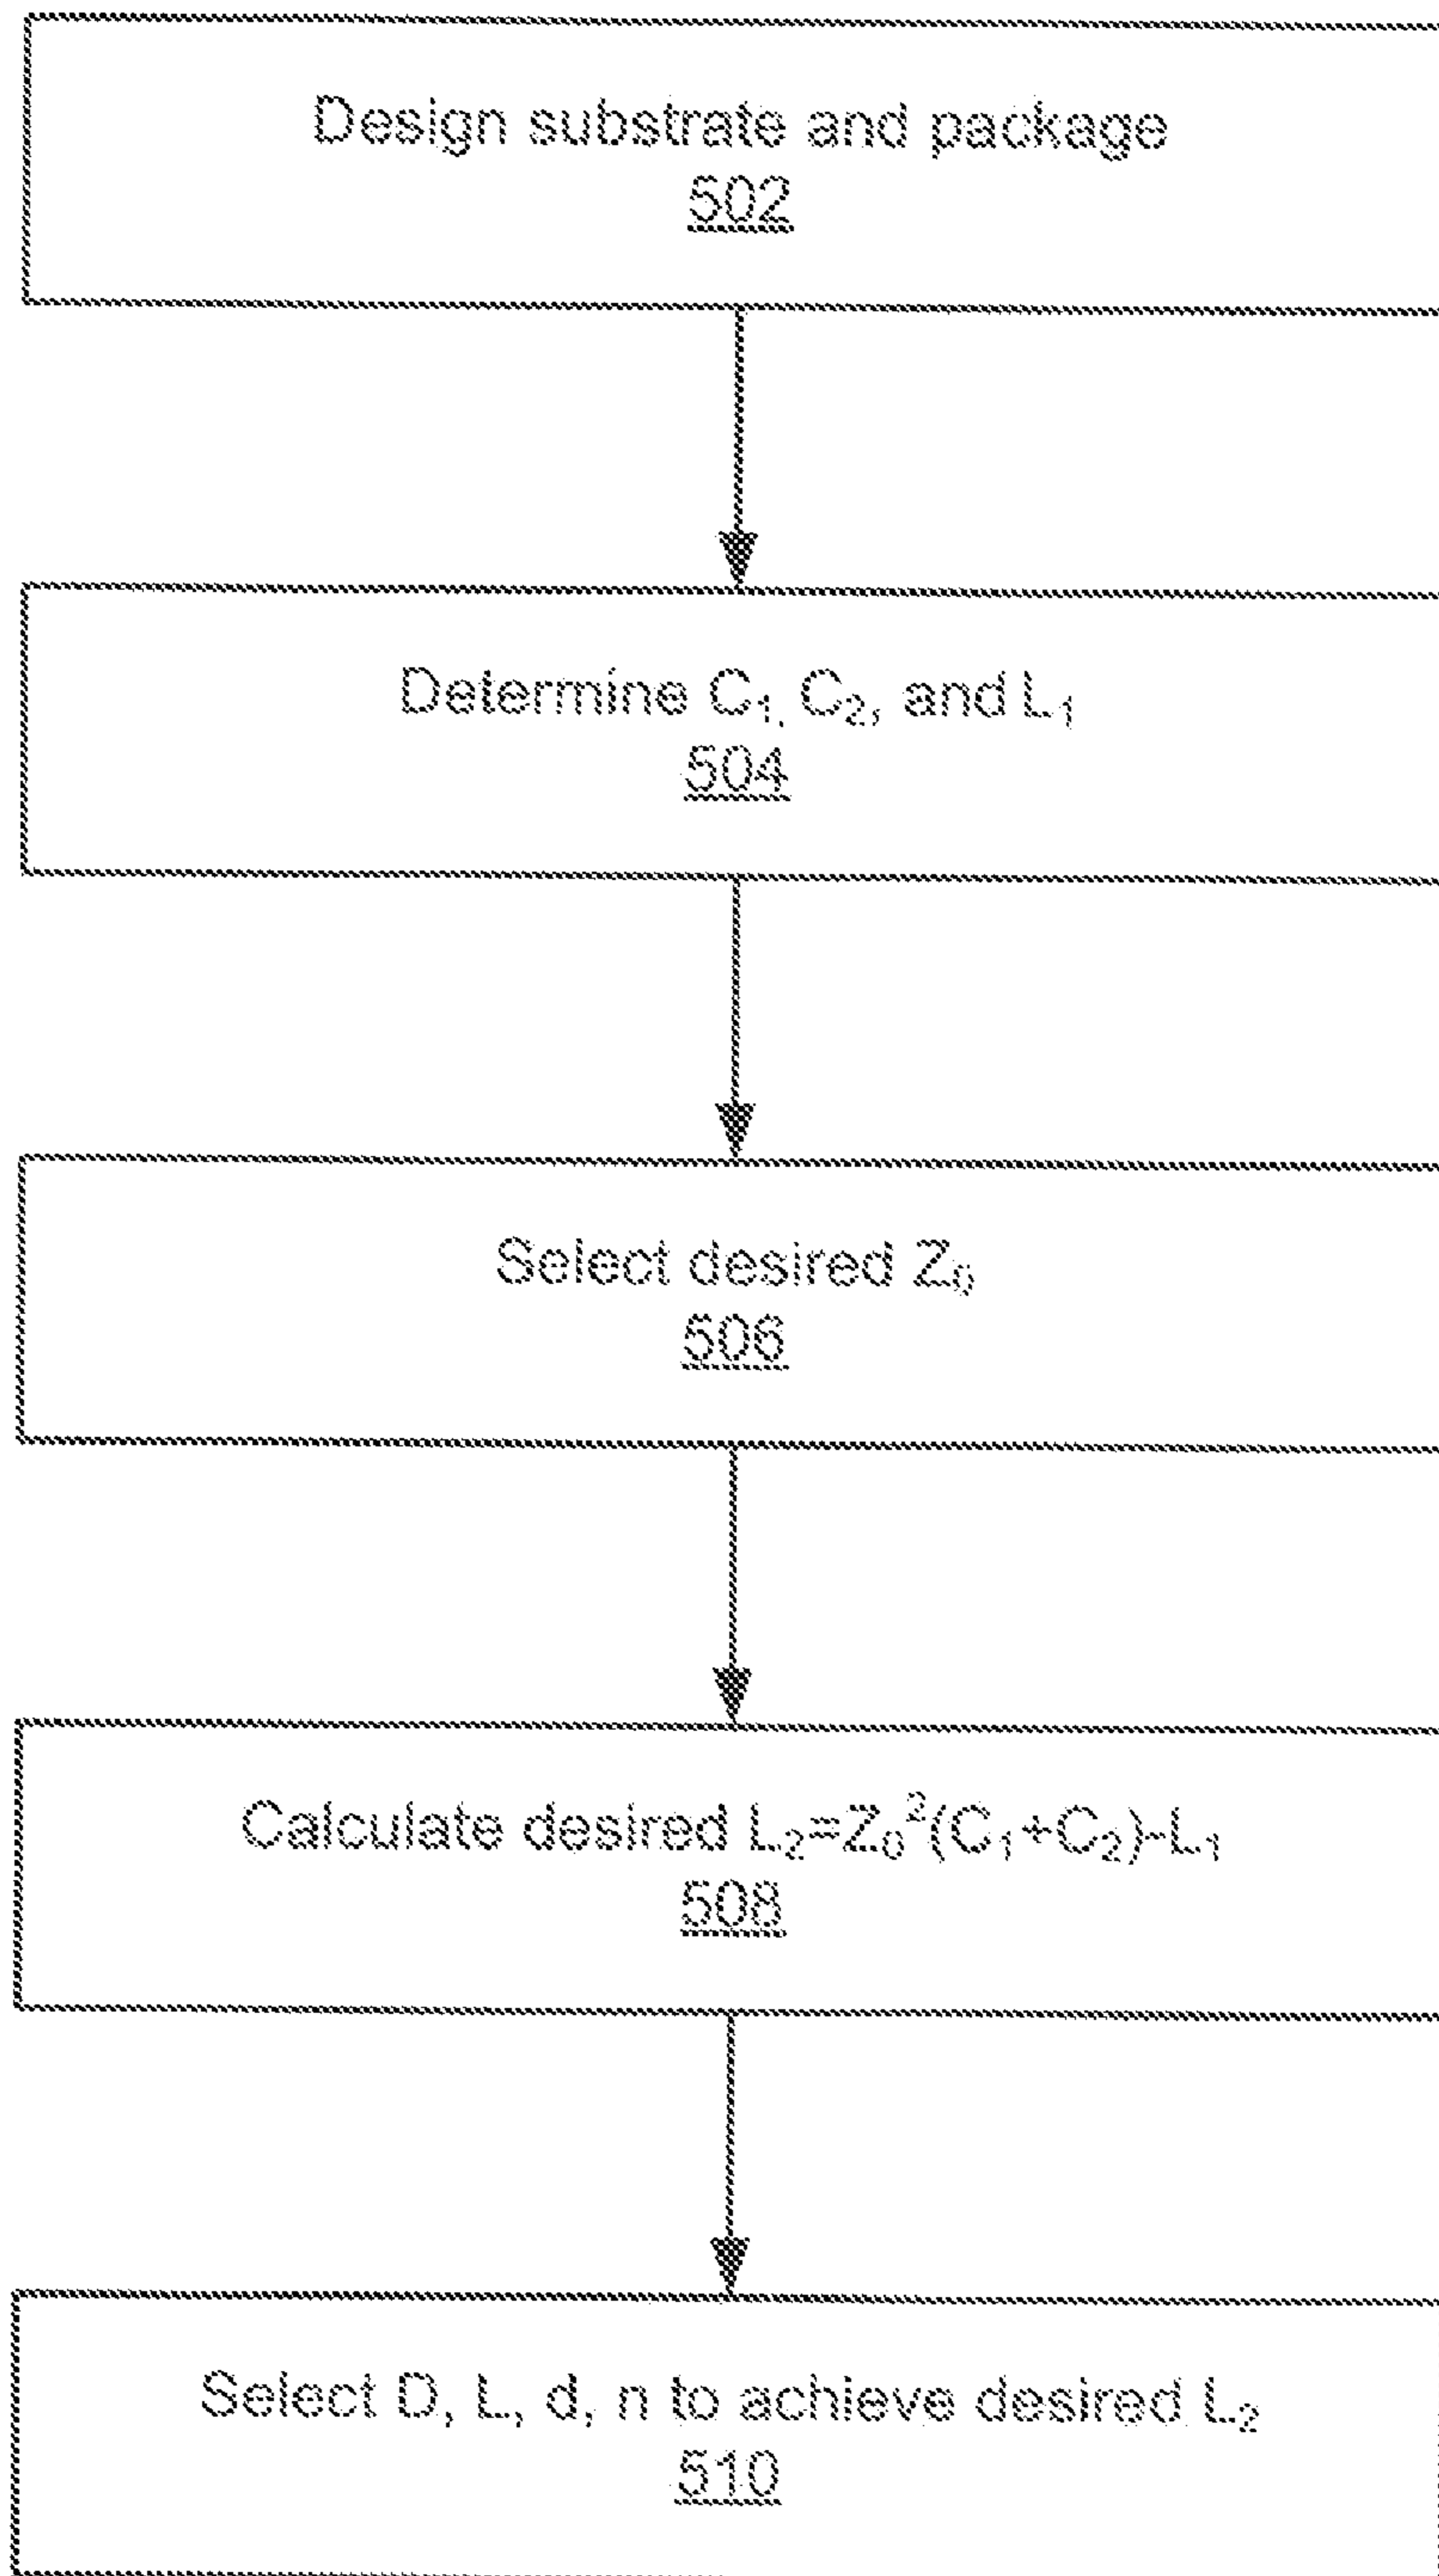 Design substrate and package
502
Determine C₁, C₂, and L₁
504
Select desired Z₀
506
Calculate desired L₂=Z₀²(C₁+C₂)-L₁
508
Select D, L, d, n to achieve desired L₂
510